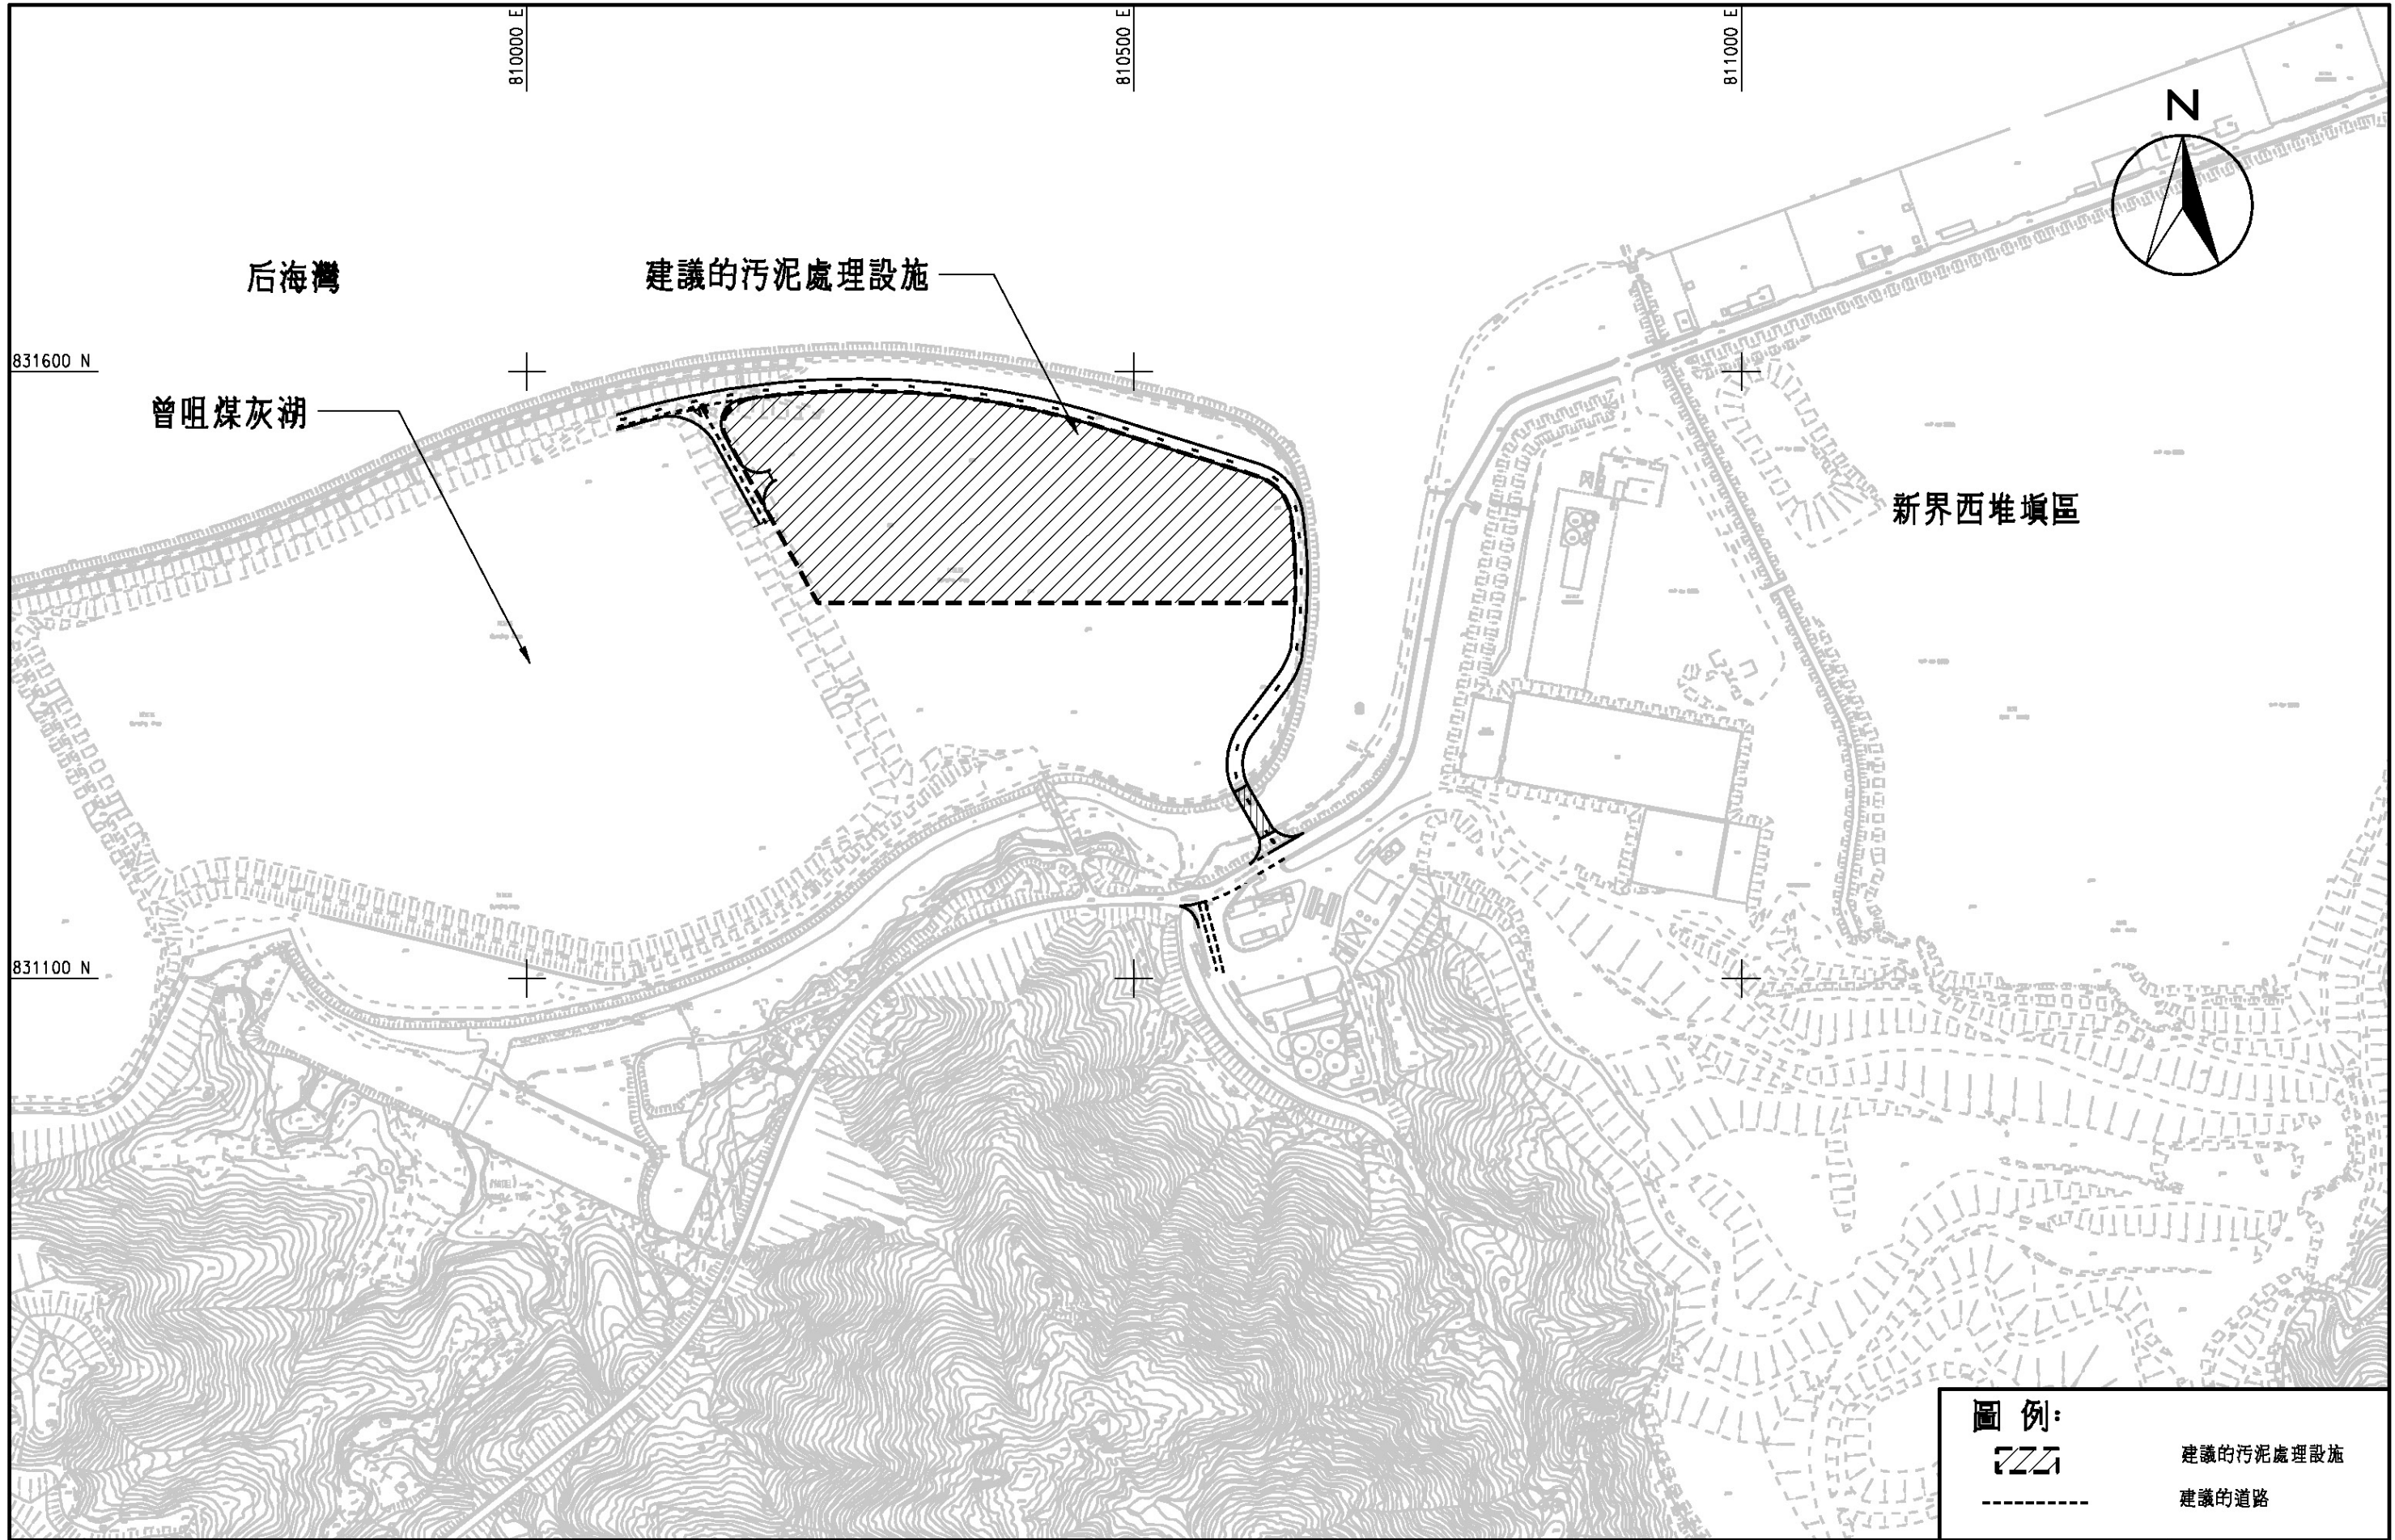 810000 E
810500 E
811000 E
N
后海灣
建議的污泥處理設施
831600 N
曾咀煤灰湖
新界西堆填區
831100 N
圖 例:
建議的污泥處理設施
建議的道路